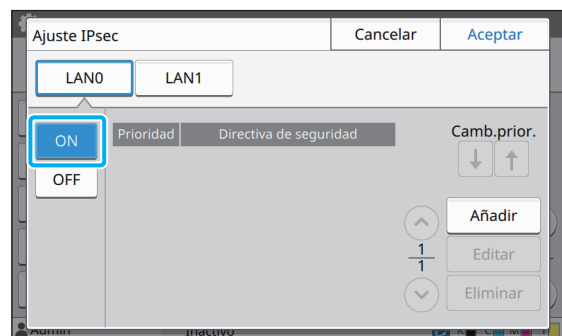 Ajuste IPsec Cancelar Aceptar
LAN0 LAN1
ON Prioridad Directiva de seguridad Camb.prior.
OFF
Añadir
1 Editar
1
Eliminar
Admin Inactivo